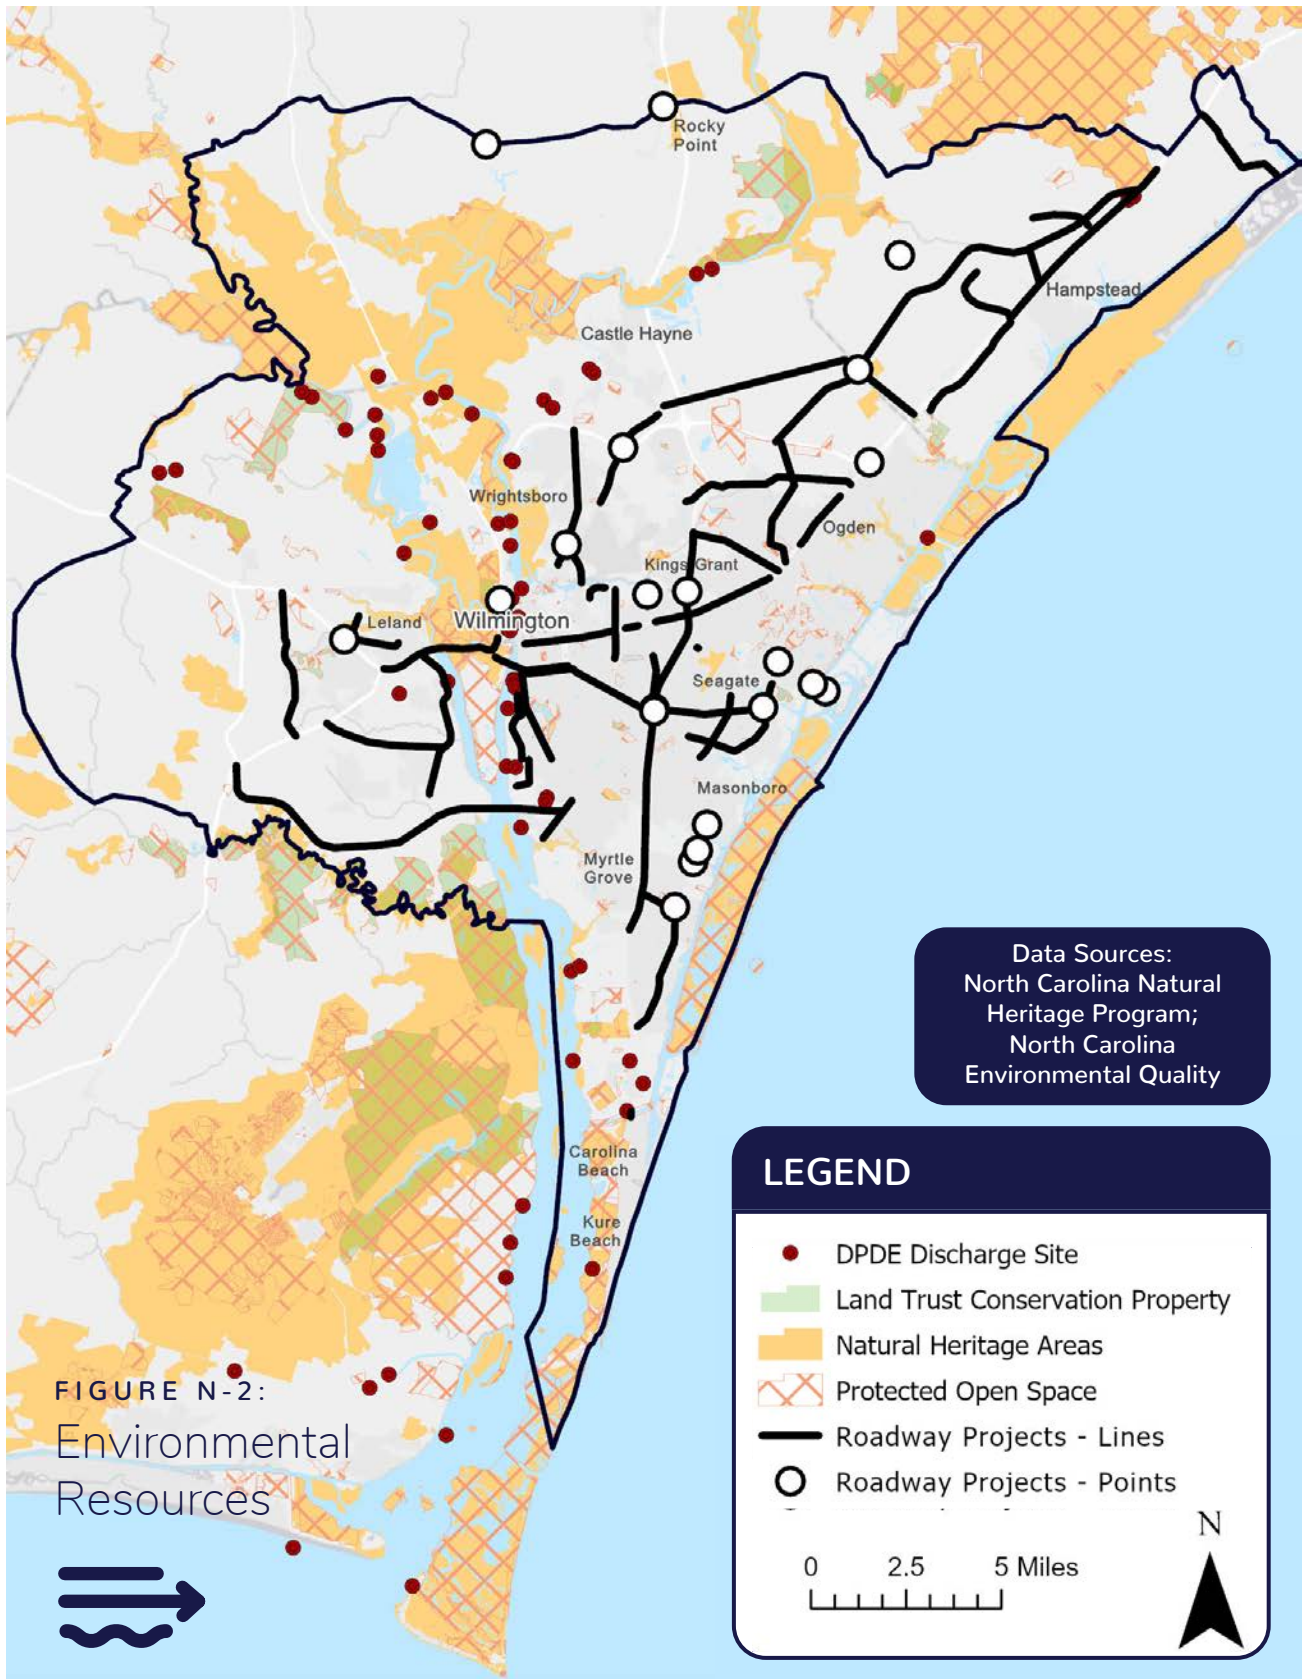 Rocky
Point
Hampstead
Castle Hayne
Wrightsboro
Ogden
Kings Grant
Leland
Wilmington
Seagate
Masonboro
Myrtle
Grove
Carolina
Beach
Kure
Beach
Data Sources:
North Carolina Natural
Heritage Program;
North Carolina
Environmental Quality
LEGEND
DPDE Discharge Site
Land Trust Conservation Property
Natural Heritage Areas
Protected Open Space
Roadway Projects - Lines
Roadway Projects - Points
N
0 2.5 5 Miles
FIGURE N-2:
Environmental
Resources